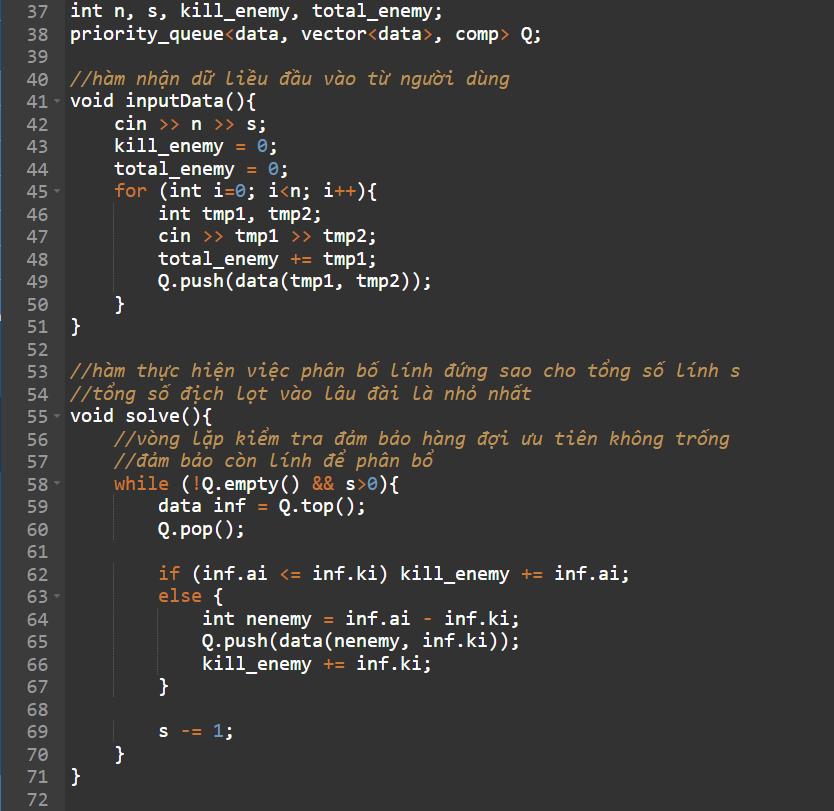 37 int n, s, kill_enemy, total_enemy;
38 priority_queue<data, vector<data>, comp> Q;
39
40 //hàm nhận dữ liều đầu vào từ người dùng
41 void inputData(){
42     cin >> n >> s;
43     kill_enemy = 0;
44     total_enemy = 0;
45     for (int i=0; i<n; i++){
46         int tmp1, tmp2;
47         cin >> tmp1 >> tmp2;
48         total_enemy += tmp1;
49         Q.push(data(tmp1, tmp2));
50     }
51 }
52
53 //hàm thực hiện việc phân bố lính đứng sao cho tổng số lính s
54 //tổng số địch lọt vào lâu đài là nhỏ nhất
55 void solve(){
56     //vòng lặp kiểm tra đảm bảo hàng đợi ưu tiên không trống
57     //đảm bảo còn lính để phân bổ
58     while (!Q.empty() && s>0){
59         data inf = Q.top();
60         Q.pop();
61
62         if (inf.ai <= inf.ki) kill_enemy += inf.ai;
63         else {
64             int nenemy = inf.ai - inf.ki;
65             Q.push(data(nenemy, inf.ki));
66             kill_enemy += inf.ki;
67         }
68
69         s -= 1;
70     }
71 }
72